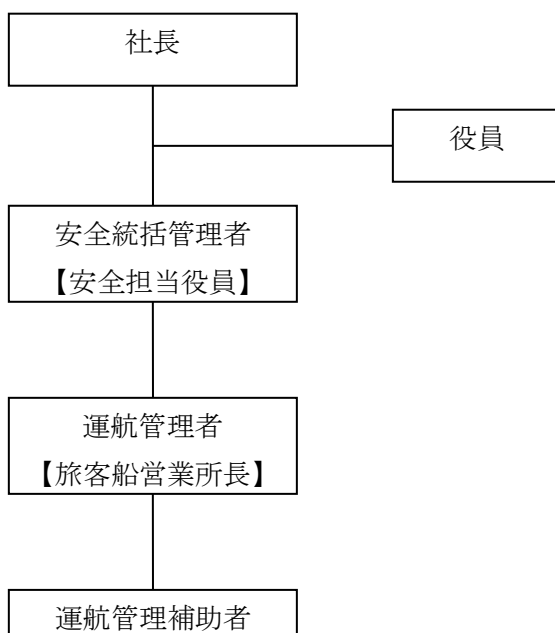 社長
役員
安全統括管理者
【安全担当役員】
運航管理者
【旅客船営業所長】
運航管理補助者